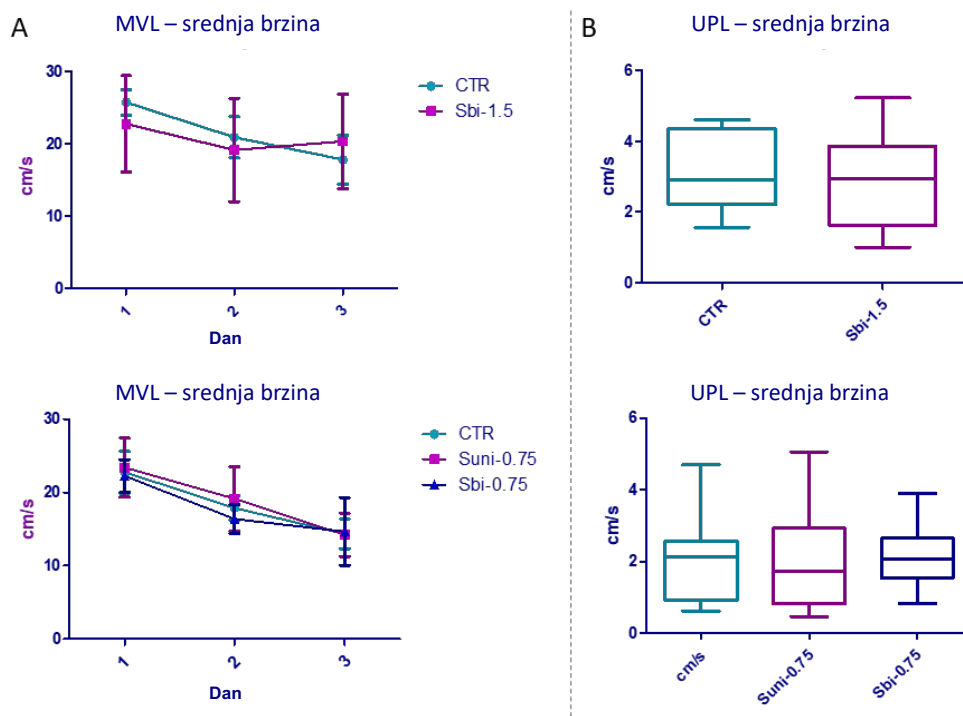 A
MVL – srednja brzina
30
20
10
0
cm/s
1
2
3
Dan
CTR
Sbi-1.5
B
UPL – srednja brzina
6
4
2
0
cm/s
CTR
Sbi-1.5
MVL – srednja brzina
30
20
10
0
cm/s
1
2
3
Dan
CTR
Suni-0.75
Sbi-0.75
UPL – srednja brzina
6
4
2
0
cm/s
cm/s
Suni-0.75
Sbi-0.75